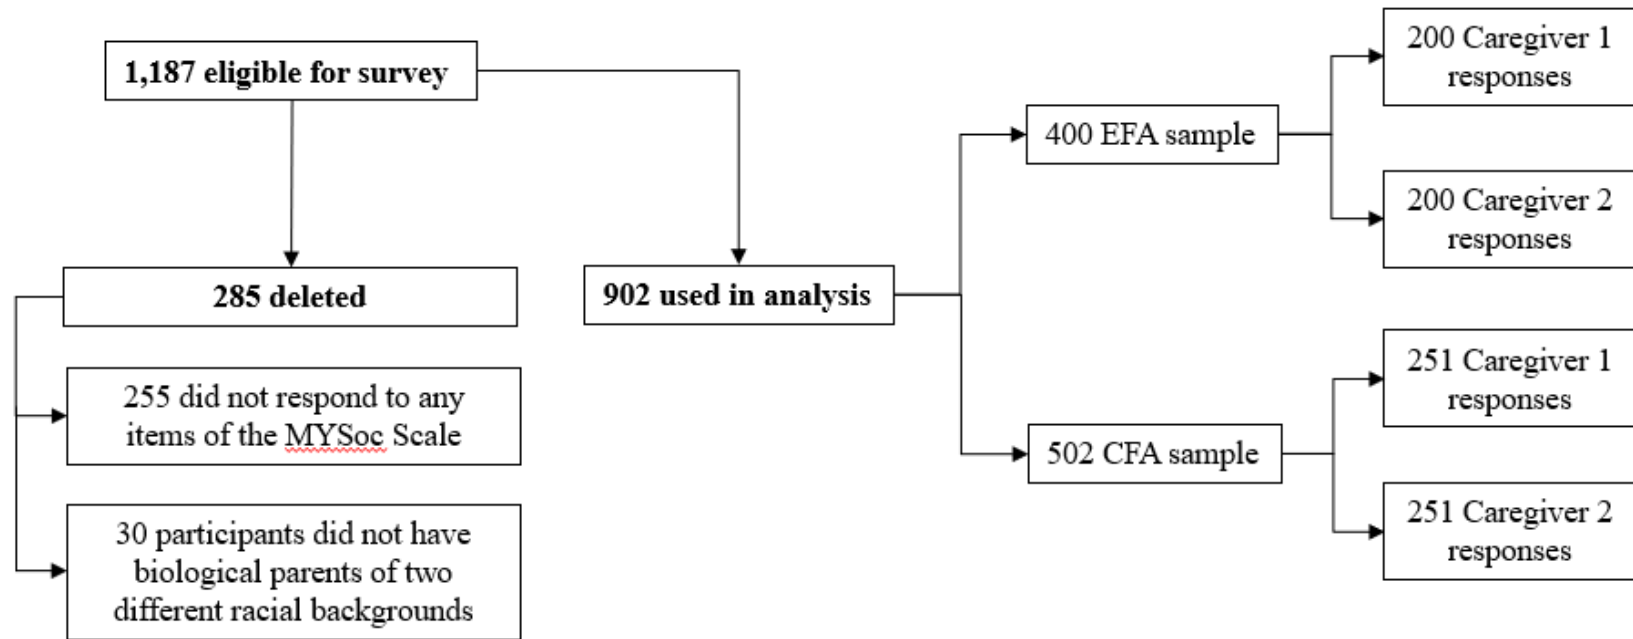 1,187 eligible for survey
285 deleted
255 did not respond to any
items of the MYSoc Scale
30 participants did not have
biological parents of two
different racial backgrounds
902 used in analysis
400 EFA sample
200 Caregiver 1
responses
200 Caregiver 2
responses
502 CFA sample
251 Caregiver 1
responses
251 Caregiver 2
responses